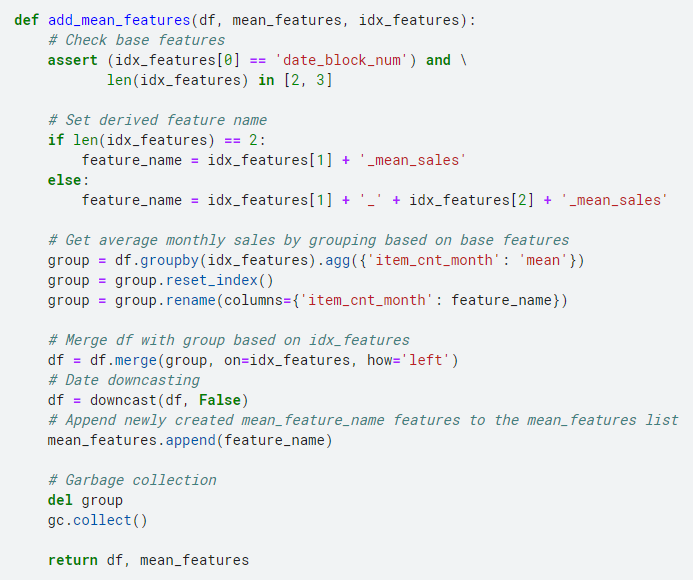 def add_mean_features(df, mean_features, idx_features):
    # Check base features
    assert (idx_features[0] == 'date_block_num') and \
           len(idx_features) in [2, 3]

    # Set derived feature name
    if len(idx_features) == 2:
        feature_name = idx_features[1] + '_mean_sales'
    else:
        feature_name = idx_features[1] + '_' + idx_features[2] + '_mean_sales'

    # Get average monthly sales by grouping based on base features
    group = df.groupby(idx_features).agg({'item_cnt_month': 'mean'})
    group = group.reset_index()
    group = group.rename(columns={'item_cnt_month': feature_name})

    # Merge df with group based on idx_features
    df = df.merge(group, on=idx_features, how='left')
    # Date downcasting
    df = downcast(df, False)
    # Append newly created mean_feature_name features to the mean_features list
    mean_features.append(feature_name)

    # Garbage collection
    del group
    gc.collect()

    return df, mean_features